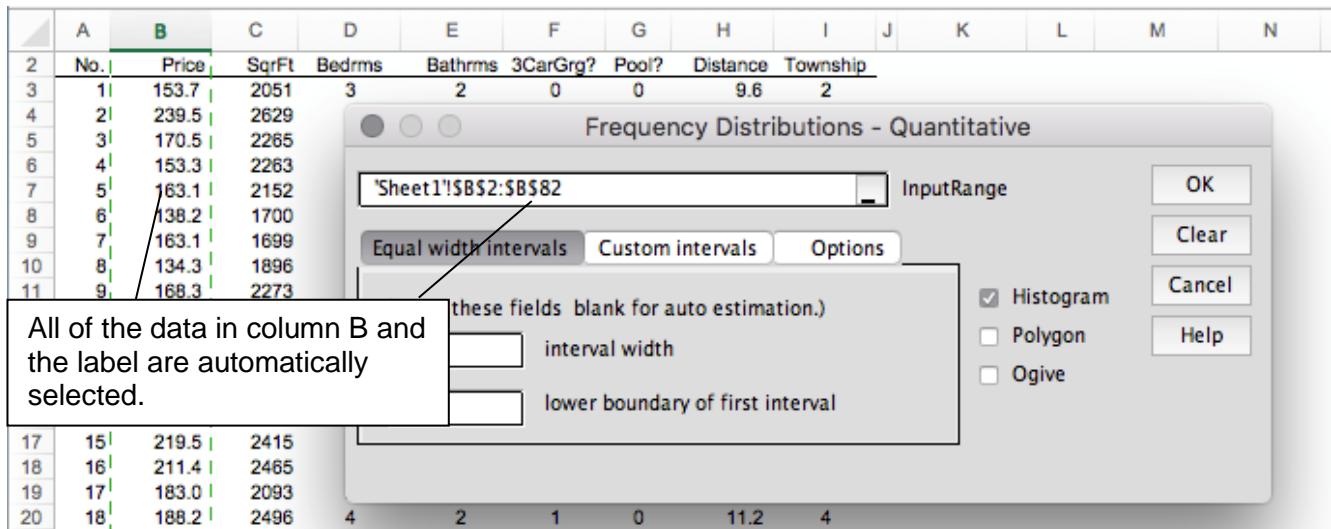 A B C D E F G H I J K L M N
2 No. Price SqrFt Bedrms Bathrms 3CarGrg? Pool? Distance Township
3 1 153.7 2051 3 2 0 0 9.6 2
4 2 239.5 2629
5 3 170.5 2265
6 4 153.3 2263
7 5 163.1 2152
8 6 138.2 1700
9 7 163.1 1699
10 8 134.3 1896
11 9 168.3 2273
Frequency Distributions - Quantitative
'Sheet1'!$B$2:$B$82 InputRange
OK
Clear
Cancel
Help
Equal width intervals Custom intervals Options
these fields blank for auto estimation.)
interval width
lower boundary of first interval
Histogram
Polygon
Ogive
All of the data in column B and
the label are automatically
selected.
17 15 219.5 2415
18 16 211.4 2465
19 17 183.0 2093
20 18 188.2 2496 4 2 1 0 11.2 4